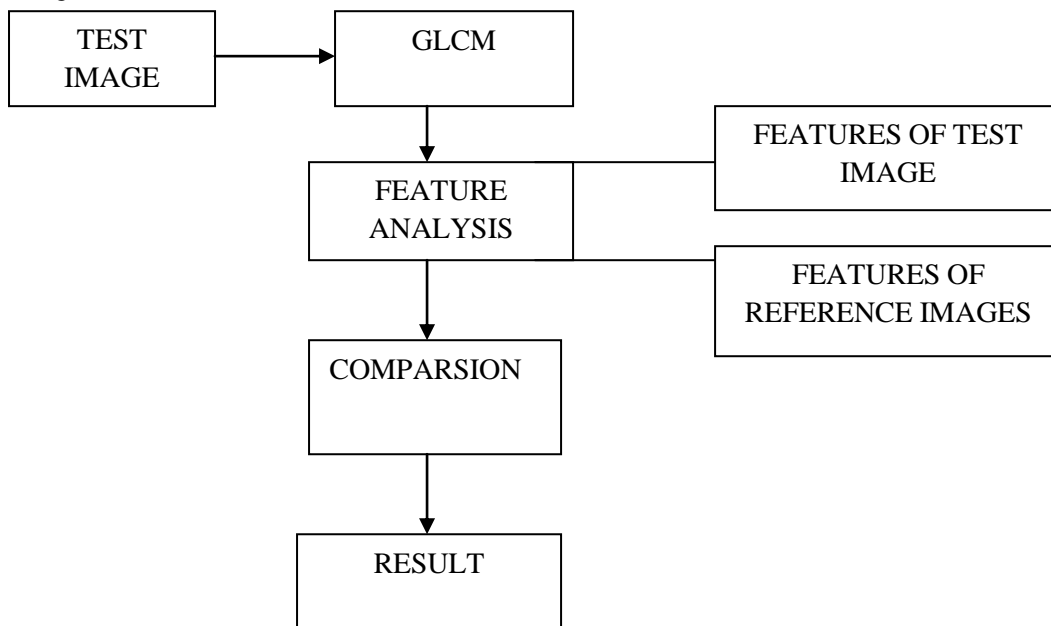 TEST
IMAGE
GLCM
FEATURES OF TEST
IMAGE
FEATURE
ANALYSIS
FEATURES OF
REFERENCE IMAGES
COMPARSION
RESULT